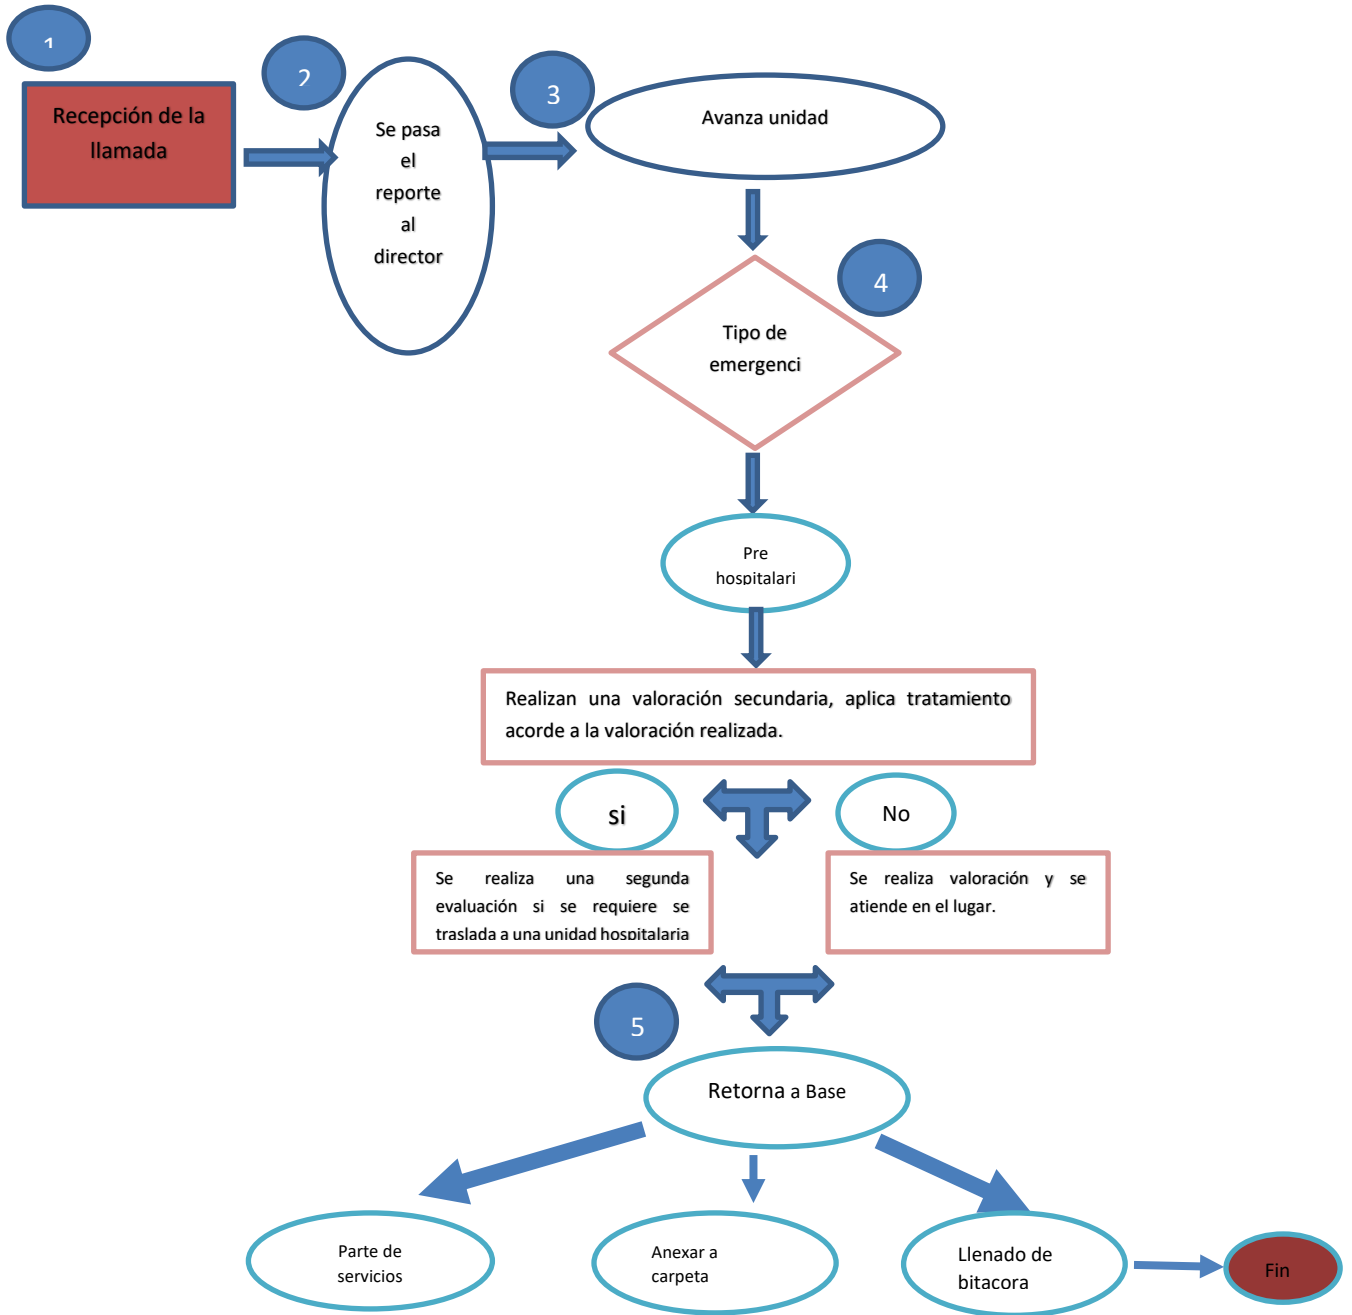 1
Recepción de la
llamada
2
Se pasa
el
reporte
al
director
3
Avanza unidad
4
Tipo de
emergenci
Pre
hospitalari
Realizan una valoración secundaria, aplica tratamiento
acorde a la valoración realizada.
si
No
Se realiza una segunda
evaluación si se requiere se
traslada a una unidad hospitalaria
Se realiza valoración y se
atiende en el lugar.
5
Retorna a Base
Parte de
servicios
Anexar a
carpeta
Llenado de
bitacora
Fin